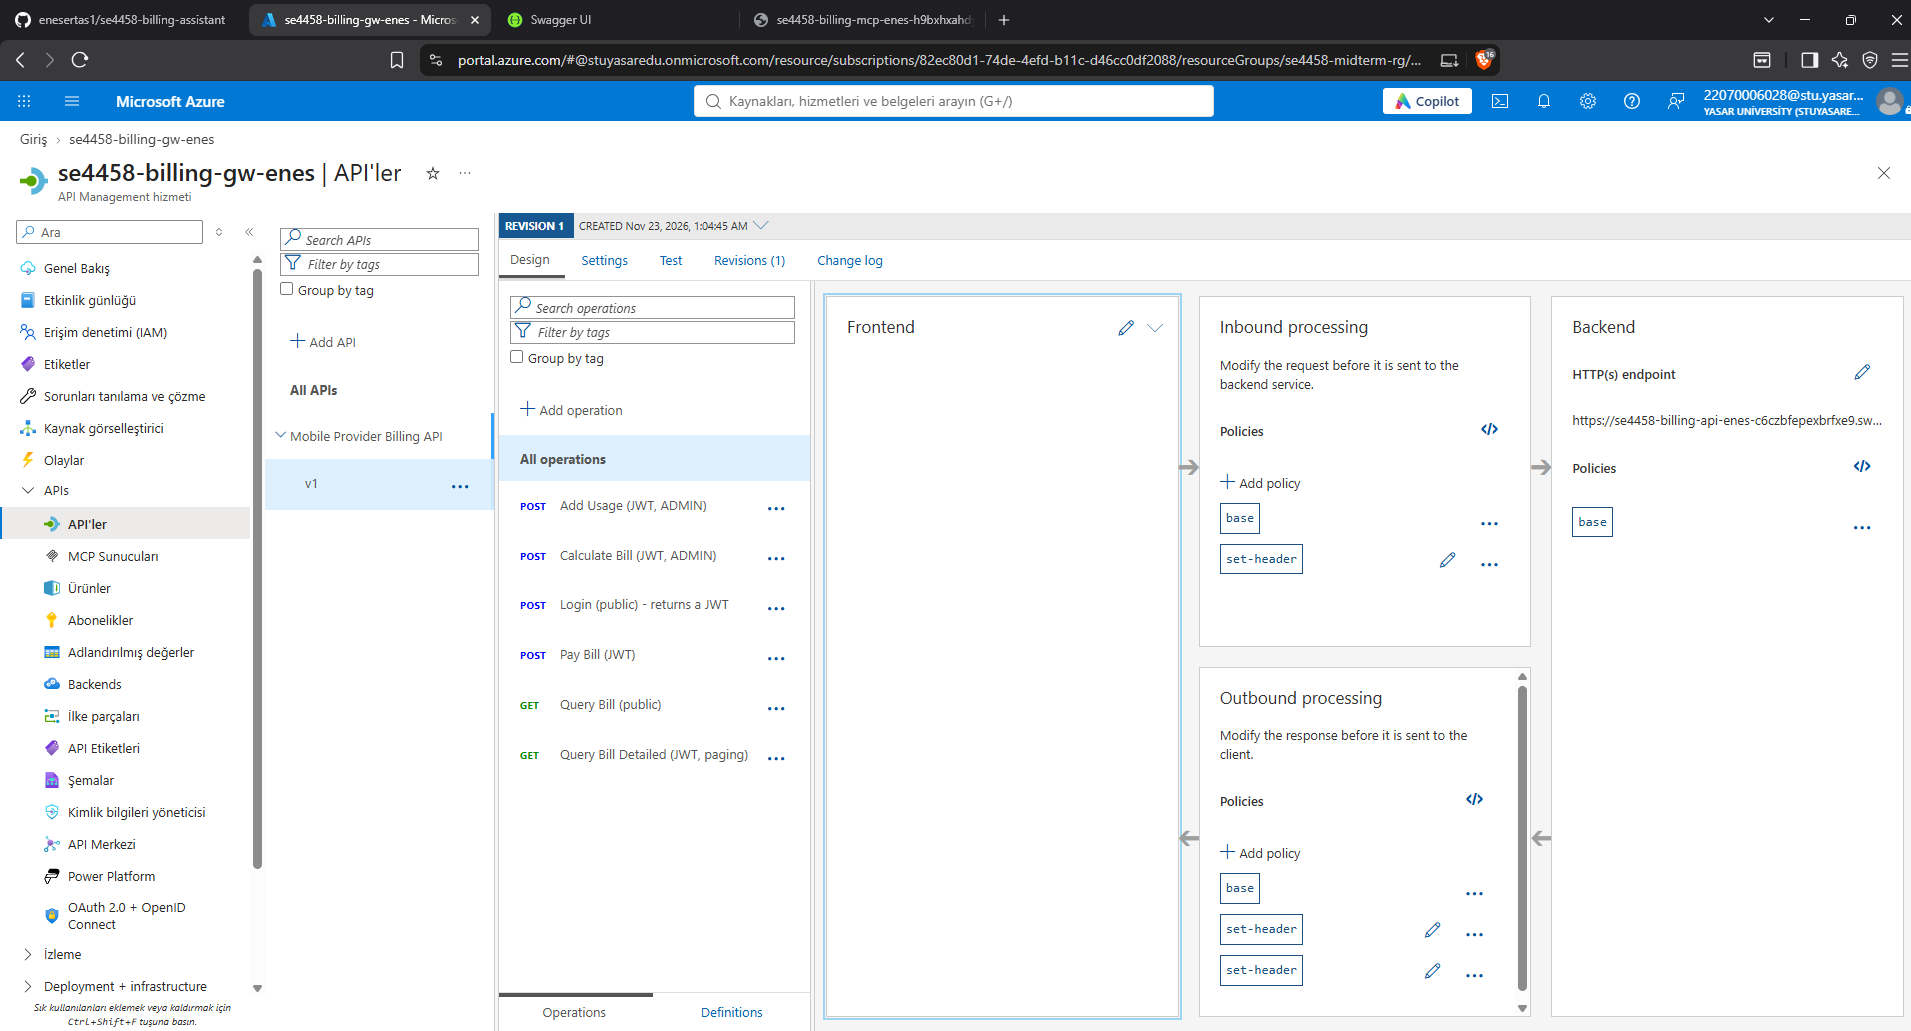 enesertas1/se4458-billing-assistant
se4458-billing-gw-enes - Micros
Swagger UI
se4458-billing-mcp-enes-h9bxhxahd
portal.azure.com/#@stuyasaredu.onmicrosoft.com/resource/subscriptions/82ec80d1-74de-4efd-b11c-d46cc0df2088/resourceGroups/se4458-midterm-rg/...
16
Microsoft Azure
Kaynakları, hizmetleri ve belgeleri arayın (G+/)
Copilot
22070006028@stu.yasar...
YASAR UNİVERSİTY (STUYASARE...
Giriş
se4458-billing-gw-enes
se4458-billing-gw-enes | API'ler
API Management hizmeti
Ara
Genel Bakış
Etkinlik günlüğü
Erişim denetimi (IAM)
Etiketler
Sorunları tanılama ve çözme
Kaynak görselleştirici
Olaylar
APIs
API'ler
MCP Sunucuları
Ürünler
Abonelikler
Adlandırılmış değerler
Backends
İlke parçaları
API Etiketleri
Şemalar
Kimlik bilgileri yöneticisi
API Merkezi
Power Platform
OAuth 2.0 + OpenID
Connect
İzleme
Deployment + infrastructure
Sık kullanılanları eklemek veya kaldırmak için
Ctrl+Shift+F tuşuna basın.
Search APIs
Filter by tags
Group by tag
Add API
All APIs
Mobile Provider Billing API
v1
REVISION 1
CREATED Nov 23, 2026, 1:04:45 AM
Design
Settings
Test
Revisions (1)
Change log
Search operations
Filter by tags
Group by tag
Add operation
All operations
POST Add Usage (JWT, ADMIN)
POST Calculate Bill (JWT, ADMIN)
POST Login (public) - returns a JWT
POST Pay Bill (JWT)
GET Query Bill (public)
GET Query Bill Detailed (JWT, paging)
Operations
Definitions
Frontend
Inbound processing
Modify the request before it is sent to the
backend service.
Policies
</>
Add policy
base
set-header
Outbound processing
Modify the response before it is sent to the
client.
Policies
</>
Add policy
base
set-header
set-header
Backend
HTTP(s) endpoint
https://se4458-billing-api-enes-c6czbfepexbrfxe9.sw...
Policies
</>
base